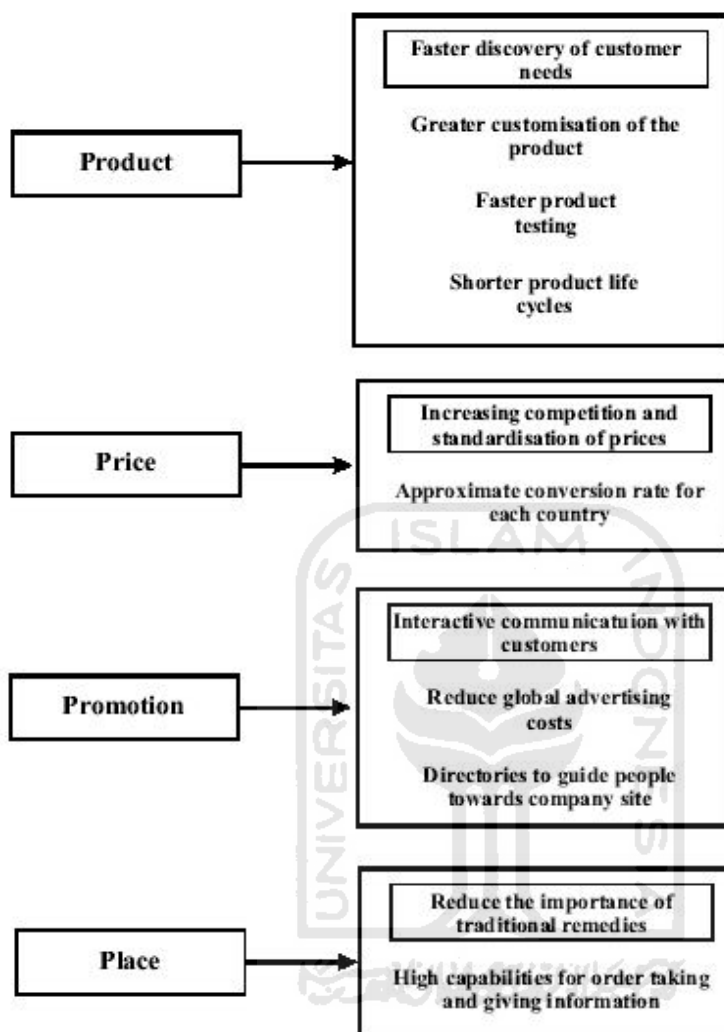 Product
Faster discovery of customer
needs
Greater customisation of the
product
Faster product
testing
Shorter product life
cycles
Price
Increasing competition and
standardisation of prices
Approximate conversion rate for
each country
Promotion
Interactive communicatuion with
customers
Reduce global advertising
costs
Directories to guide people
towards company site
Place
Reduce the importance of
traditional remedies
High capabilities for order taking
and giving information
UNIVERSITAS
ISLAM
INDONESIA